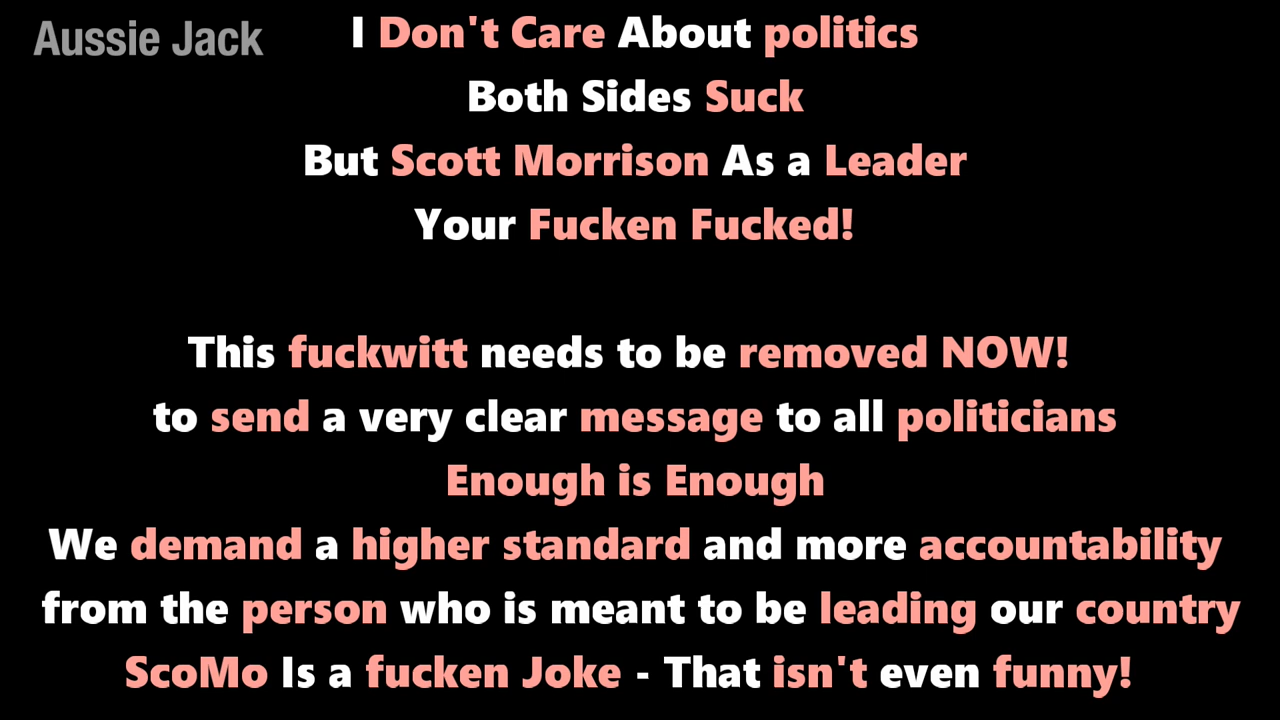 Aussie Jack
I Don't Care About politics
Both Sides Suck
But Scott Morrison As a Leader
Your Fucken Fucked!
This fuckwitt needs to be removed NOW!
to send a very clear message to all politicians
Enough is Enough
We demand a higher standard and more accountability
from the person who is meant to be leading our country
ScoMo Is a fucken Joke - That isn't even funny!